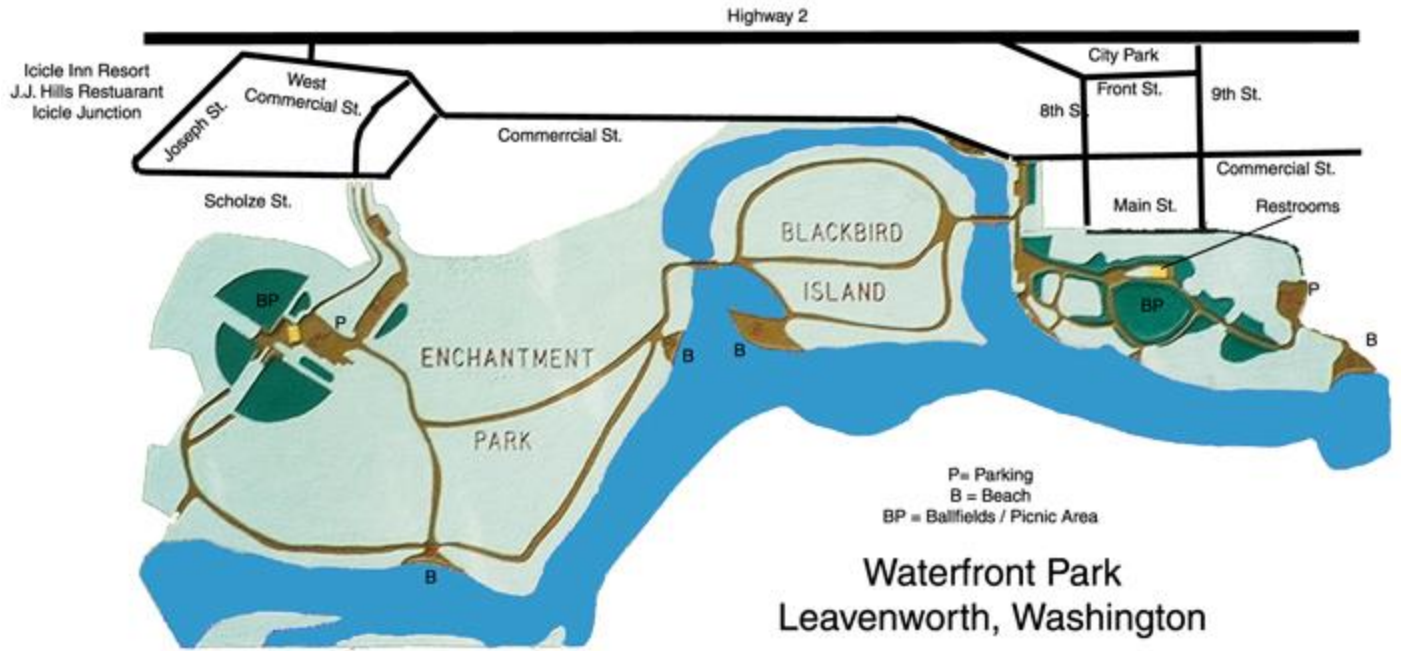 Highway 2
Icicle Inn Resort
J.J. Hills Restuarant
Icicle Junction
West
Commercial St.
Joseph St.
Scholze St.
Commerrcial St.
City Park
Front St.
8th S
9th St.
Commercial St.
Main St.
Restrooms
BLACKBIRD
ISLAND
BP
P
ENCHANTMENT
PARK
B
B
B
BP
P
B
P= Parking
B = Beach
BP = Ballfields / Picnic Area
Waterfront Park
Leavenworth, Washington